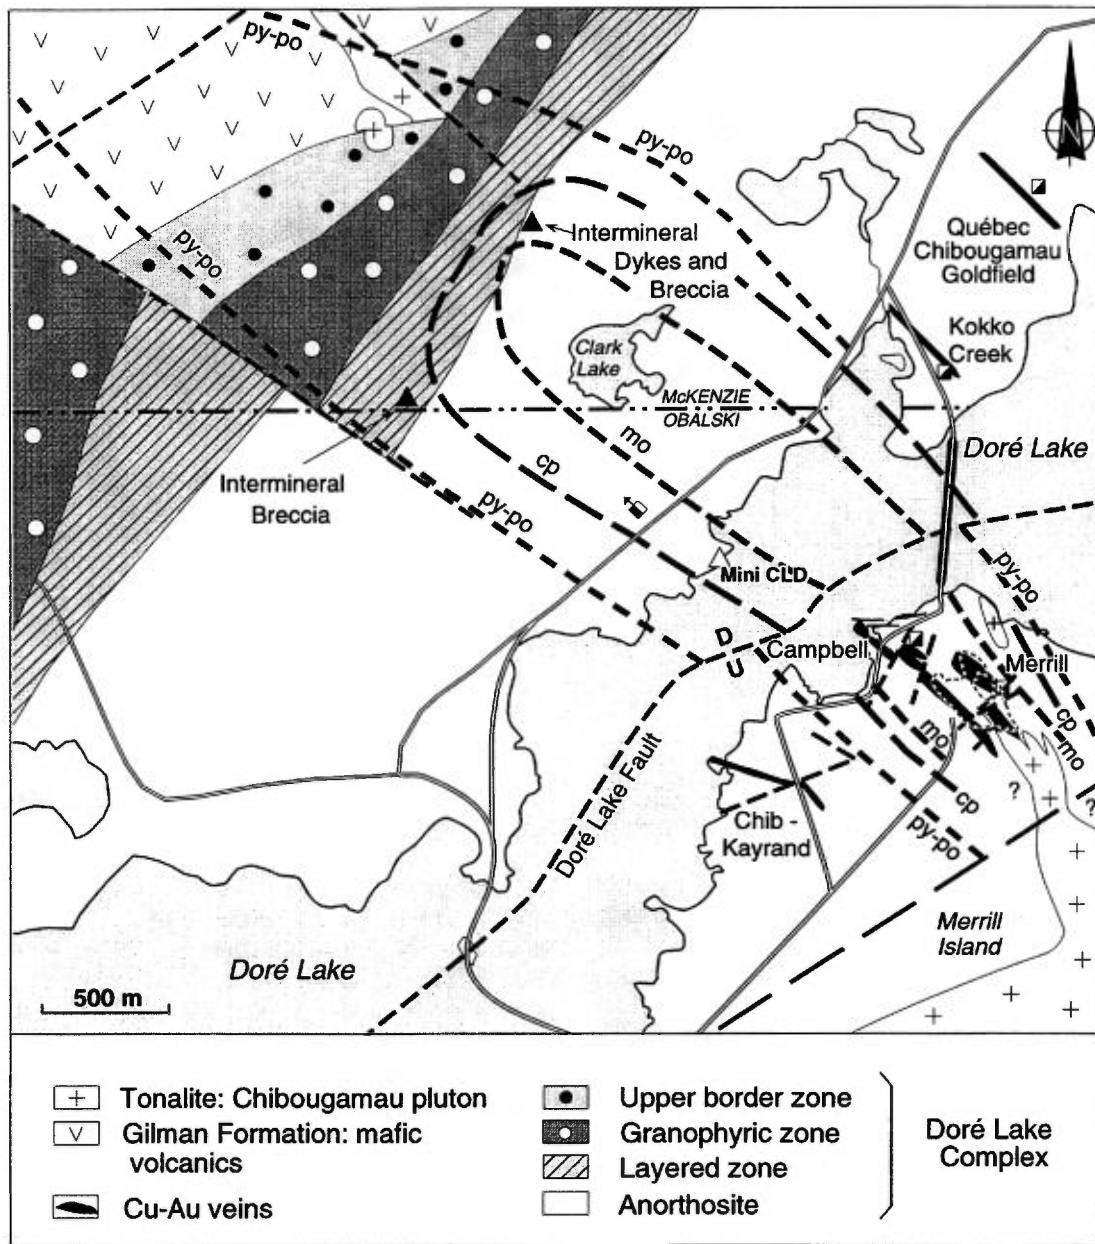 py-po
py-po
N
Intermineral
Dykes and
Breccia
Québec
Chibougamau
Goldfield
py-po
Kokko
Creek
Clark
Lake
McKENZIE
OBALSKI
mo
Doré Lake
cp
Intermineral
Breccia
py-po
Mini CLD
py-po
D
U
Campbell
Merrill
cp
mo
mo
cp
py-po
?
?
Doré Lake Fault
Chib -
Kayrand
Merrill
Island
Doré Lake
500 m
Tonalite: Chibougamau pluton
Gilman Formation: mafic
volcanics
Cu-Au veins
Upper border zone
Granophyric zone
Layered zone
Anorthosite
Doré Lake
Complex